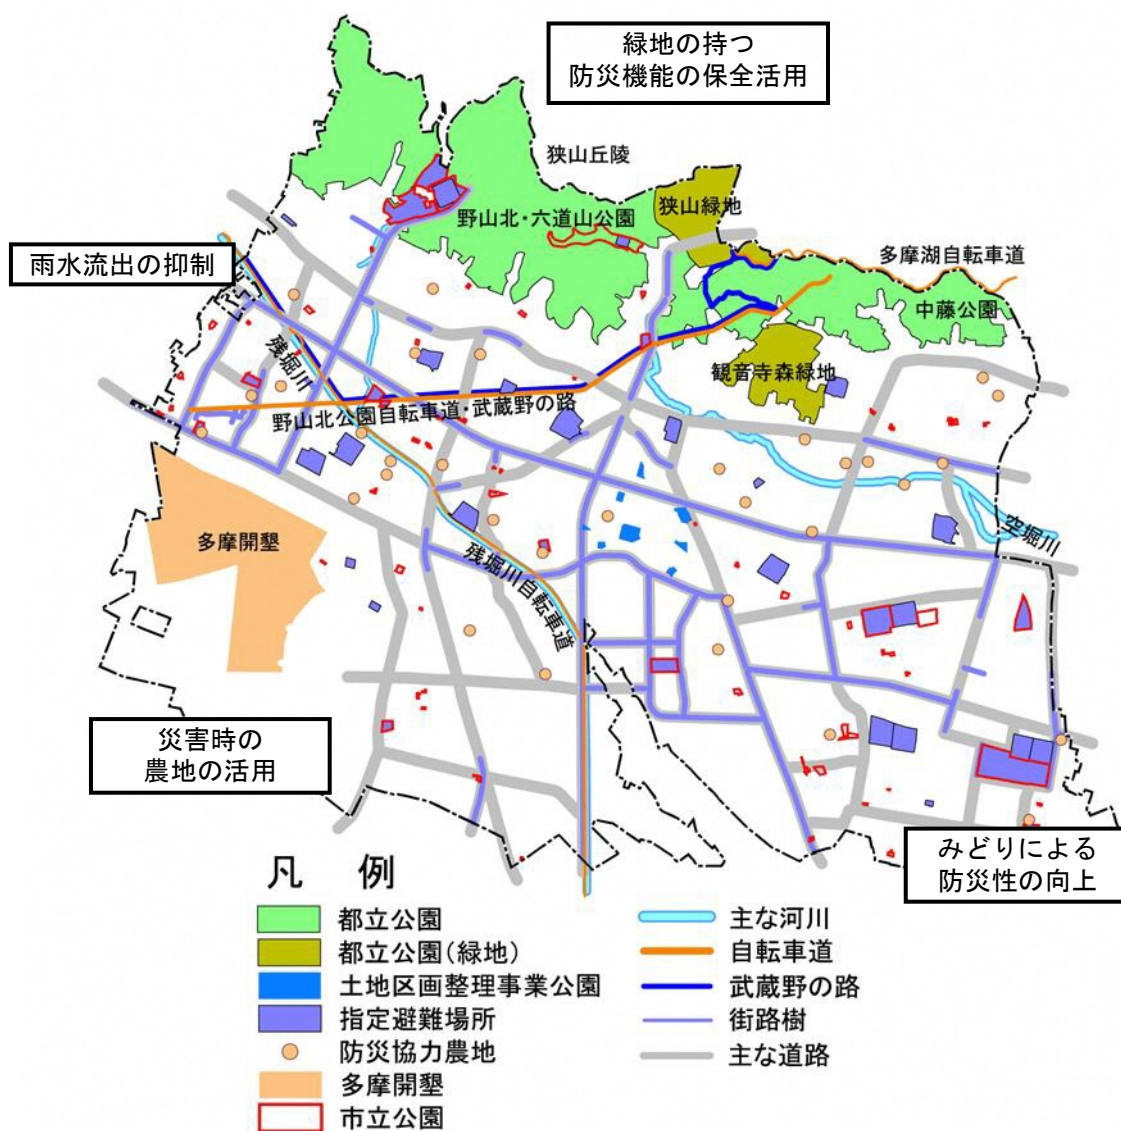 緑地の持つ
防災機能の保全活用
狭山丘陵
狭山緑地
野山北・六道山公園
雨水流出の抑制
多摩湖自転車道
中藤公園
残堀川
観音寺森緑地
野山北公園自転車道・武蔵野の路
多摩開墾
空堀川
残堀川自転車道
災害時の
農地の活用
みどりによる
防災性の向上
凡 例
都立公園
都立公園(緑地)
土地区画整理事業公園
指定避難場所
防災協力農地
多摩開墾
市立公園
主な河川
自転車道
武蔵野の路
街路樹
主な道路